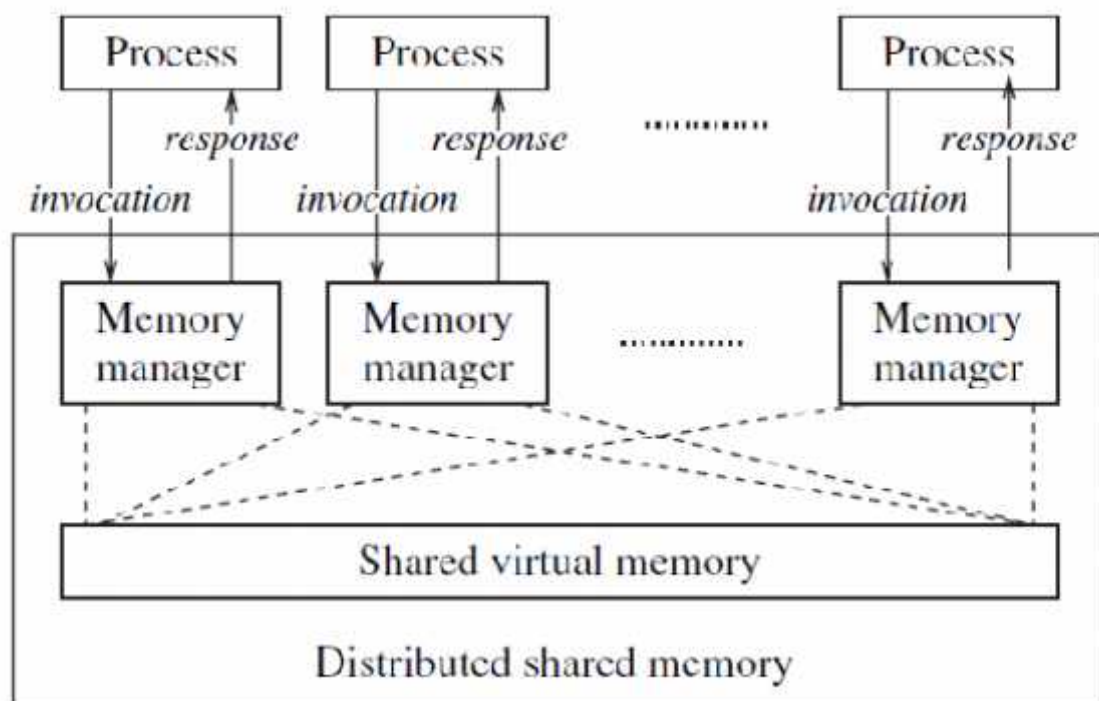 Process Process Process
response response response
invocation invocation invocation
Memory manager
Memory manager
Memory manager
Shared virtual memory
Distributed shared memory